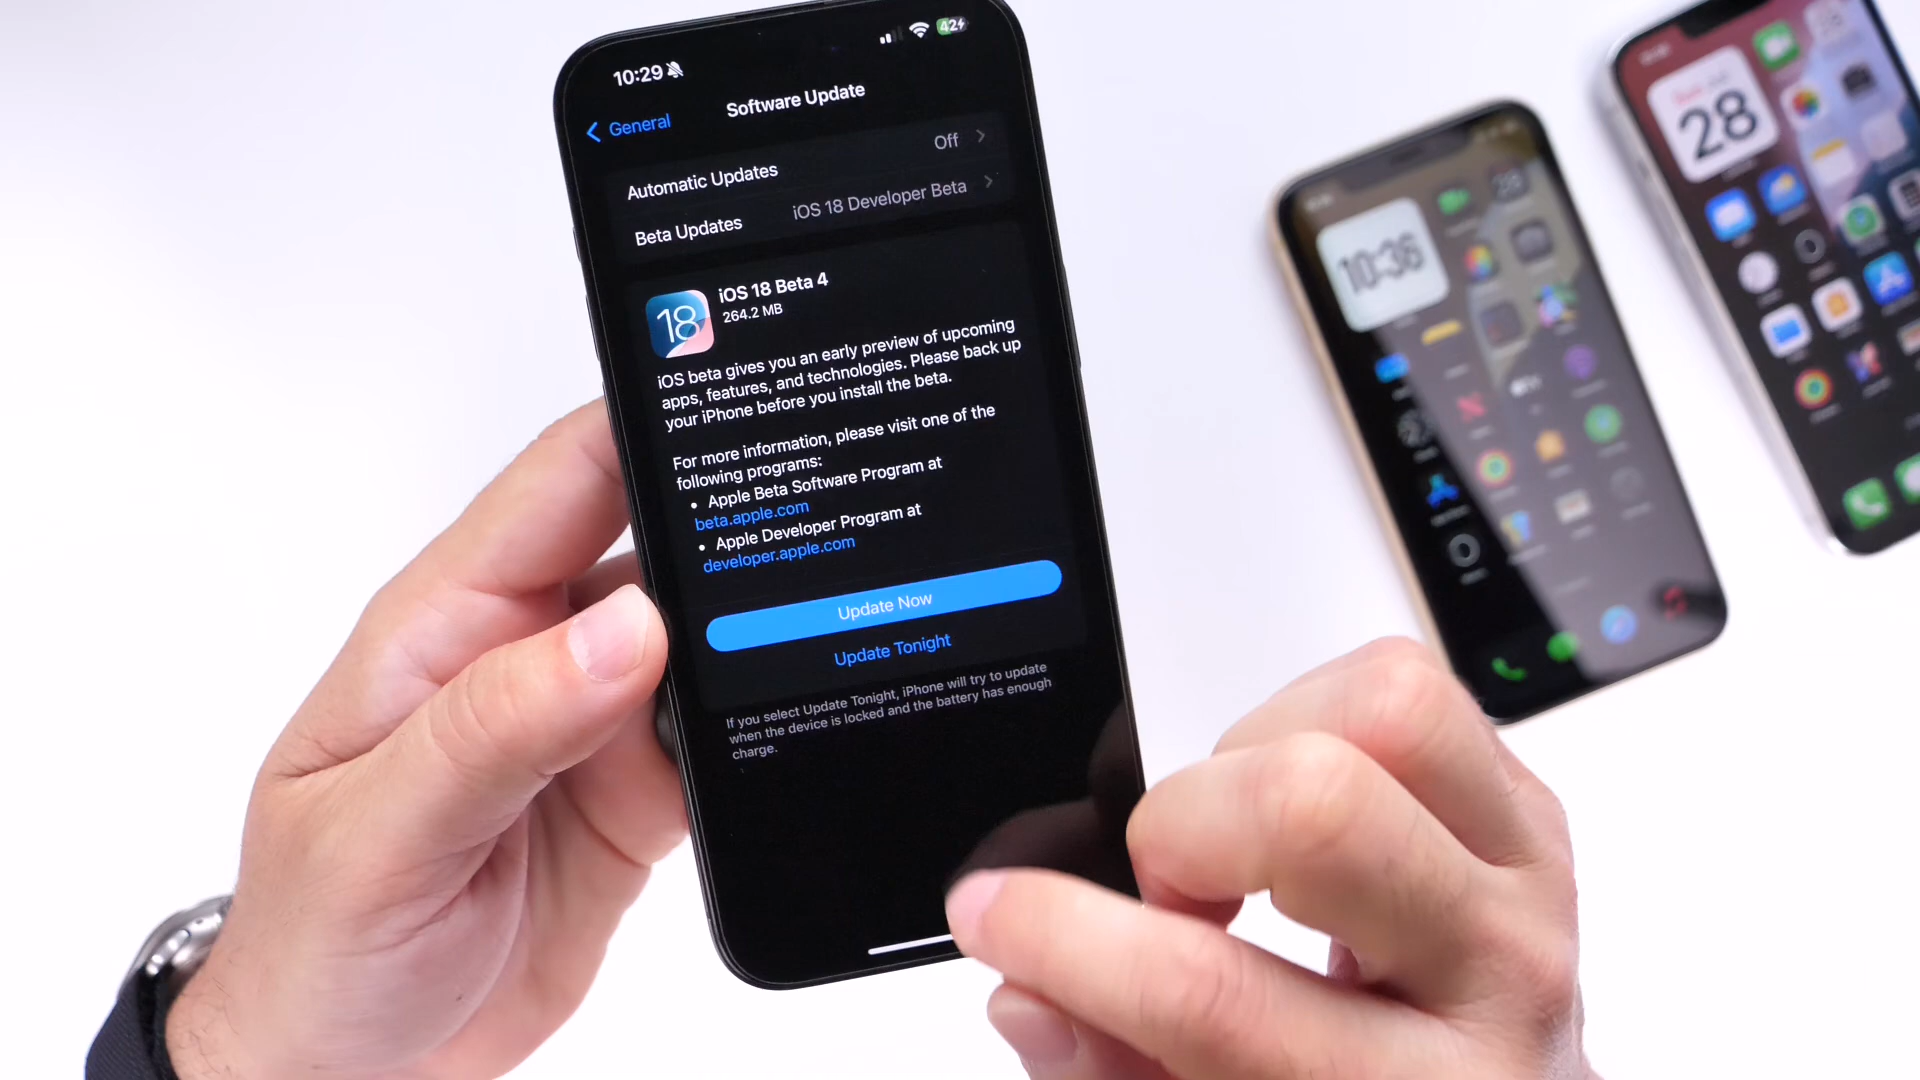 10:29
42
General
Software Update
Automatic Updates
Off
Beta Updates
iOS 18 Developer Beta
18
iOS 18 Beta 4
264.2 MB
iOS beta gives you an early preview of upcoming
apps, features, and technologies. Please back up
your iPhone before you install the beta.
For more information, please visit one of the
following programs:
• Apple Beta Software Program at
beta.apple.com
• Apple Developer Program at
developer.apple.com
Update Now
Update Tonight
If you select Update Tonight, iPhone will try to update
when the device is locked and the battery has enough
charge.
10:36
28